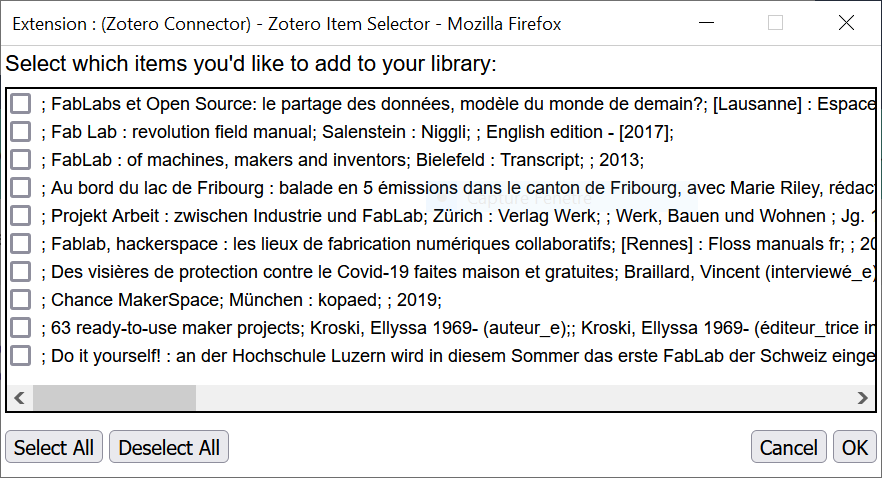 Extension : (Zotero Connector) - Zotero Item Selector - Mozilla Firefox
Select which items you'd like to add to your library:
; FabLabs et Open Source: le partage des données, modèle du monde de demain?; [Lausanne] : Espace
; Fab Lab : revolution field manual; Salenstein : Niggli; ; English edition - [2017];
; FabLab : of machines, makers and inventors; Bielefeld : Transcript; ; 2013;
; Au bord du lac de Fribourg : balade en 5 émissions dans le canton de Fribourg, avec Marie Riley, rédac
Capture Fenêtre
; Projekt Arbeit : zwischen Industrie und FabLab; Zürich : Verlag Werk; ; Werk, Bauen und Wohnen ; Jg. 1
; Fablab, hackerspace : les lieux de fabrication numériques collaboratifs; [Rennes] : Floss manuals fr; ; 20
; Des visières de protection contre le Covid-19 faites maison et gratuites; Braillard, Vincent (interviewé_e)
; Chance MakerSpace; München : kopaed; ; 2019;
; 63 ready-to-use maker projects; Kroski, Ellyssa 1969- (auteur_e);; Kroski, Ellyssa 1969- (éditeur_trice in
; Do it yourself! : an der Hochschule Luzern wird in diesem Sommer das erste FabLab der Schweiz einge
Select All Deselect All Cancel OK